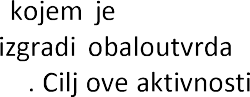 kojem je
izgradi obaloutvrda
. Cilj ove aktivnosti